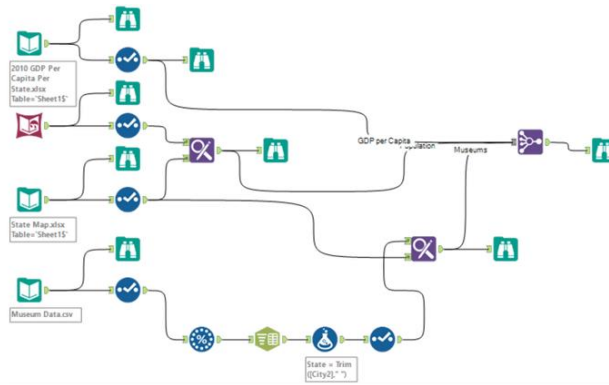 2010 GDP Per
Capita Per
State.xlsx
Table='Sheet1$'
GDP per Capita
Museums
State Map.xlsx
Table='Sheet1$'
Museum Data.csv
State = Trim
([City2]," ")